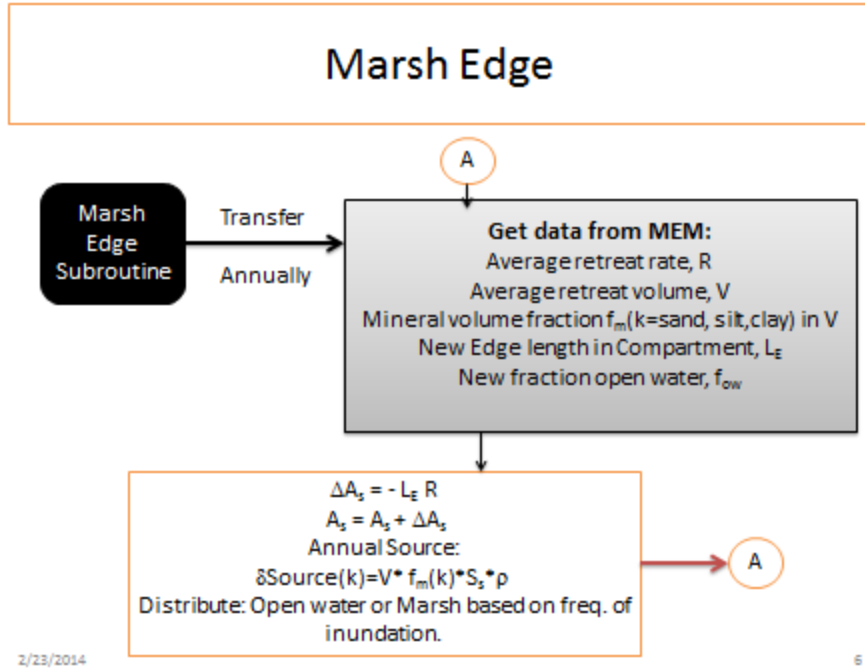 Marsh Edge
A
Marsh
Edge
Subroutine
Transfer
Annually
Get data from MEM:
Average retreat rate, R
Average retreat volume, V
Mineral volume fraction fₘ(k=sand, silt,clay) in V
New Edge length in Compartment, L_E
New fraction open water, f_ow
ΔAₛ = - L_E R
Aₛ = Aₛ + ΔAₛ
Annual Source:
δSource(k)=V* fₘ(k)*Sₛ*ρ
Distribute: Open water or Marsh based on freq. of
inundation.
A
2/23/2014
6